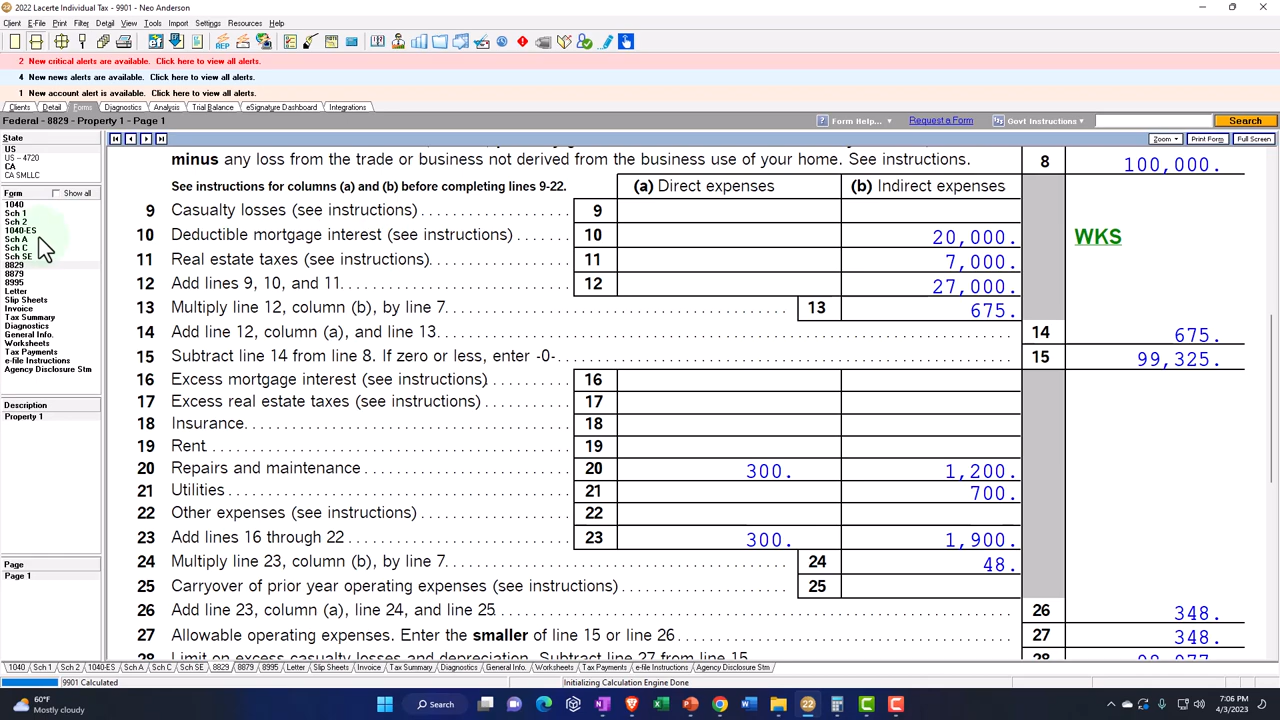 2022 Lacerte Individual Tax - 9901 - Neo Anderson
Client E-File Print Filter Detail View Tools Import Settings Resources Help
2 New critical alerts are available. Click here to view all alerts.
4 New news alerts are available. Click here to view all alerts.
1 New account alert is available. Click here to view all alerts.
Clients Detail Forms Diagnostics Analysis Trial Balance eSignature Dashboard Integrations
Federal - 8829 - Property 1 - Page 1 Form Help... Request a Form Govt Instructions Search
State
US
US - 4720
CA
CA SMLLC
Form Show all
1040
Sch 1
Sch 2
1040-ES
Sch A
Sch C
Sch SE
8829
8879
8995
Letter
Slip Sheets
Invoice
Tax Summary
Diagnostics
General Info.
Worksheets
Tax Payments
e-file Instructions
Agency Disclosure Stm
Description
Property 1
Page
Page 1
Zoom Print Form Full Screen
minus any loss from the trade or business not derived from the business use of your home. See instructions. 8 100,000.
See instructions for columns (a) and (b) before completing lines 9-22. (a) Direct expenses (b) Indirect expenses
9 Casualty losses (see instructions) 9
10 Deductible mortgage interest (see instructions) 10 20,000. WKS
11 Real estate taxes (see instructions) 11 7,000.
12 Add lines 9, 10, and 11 12 27,000.
13 Multiply line 12, column (b), by line 7 13 675.
14 Add line 12, column (a), and line 13 14 675.
15 Subtract line 14 from line 8. If zero or less, enter -0- 15 99,325.
16 Excess mortgage interest (see instructions) 16
17 Excess real estate taxes (see instructions) 17
18 Insurance 18
19 Rent 19
20 Repairs and maintenance 20 300. 1,200.
21 Utilities 21 700.
22 Other expenses (see instructions) 22
23 Add lines 16 through 22 23 300. 1,900.
24 Multiply line 23, column (b), by line 7 24 48.
25 Carryover of prior year operating expenses (see instructions) 25
26 Add line 23, column (a), line 24, and line 25 26 348.
27 Allowable operating expenses. Enter the smaller of line 15 or line 26 27 348.
28 Limit on excess casualty losses and depreciation. Subtract line 27 from line 15 28 98,977.
1040 Sch 1 Sch 2 1040-ES Sch A Sch C Sch SE 8829 8879 8995 Letter Slip Sheets Invoice Tax Summary Diagnostics General Info. Worksheets Tax Payments e-file Instructions Agency Disclosure Stm
9901 Calculated Initializing Calculation Engine Done
60°F
Mostly cloudy
Search
7:06 PM
4/3/2023